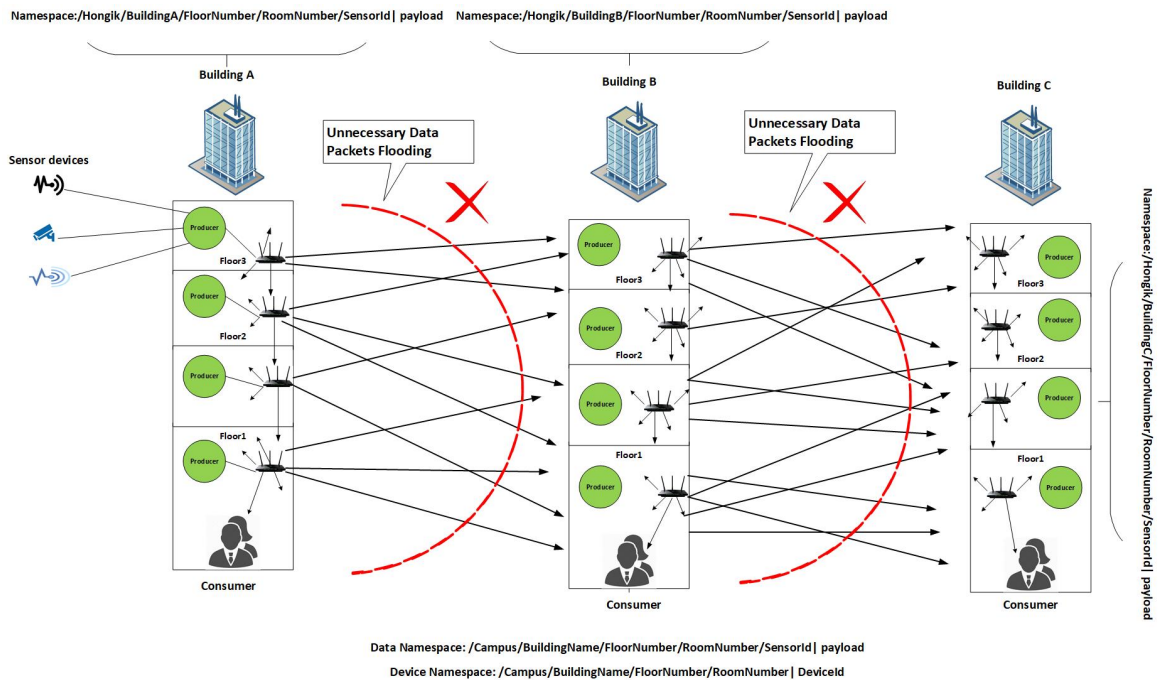 Namespace:/Hongik/BuildingA/FloorNumber/RoomNumber/SensorId| payload
Namespace:/Hongik/BuildingB/FloorNumber/RoomNumber/SensorId| payload
Building A
Building B
Building C
Unnecessary Data
Packets Flooding
Unnecessary Data
Packets Flooding
Sensor devices
Producer
Floor3
Producer
Floor2
Producer
Floor1
Producer
Consumer
Producer
Floor3
Producer
Floor2
Producer
Floor1
Producer
Consumer
Producer
Floor3
Producer
Floor2
Producer
Floor1
Producer
Consumer
Namespace:/Hongik/BuildingC/FloorNumber/RoomNumber/SensorId| payload
Data Namespace: /Campus/BuildingName/FloorNumber/RoomNumber/SensorId| payload
Device Namespace: /Campus/BuildingName/FloorNumber/RoomNumber| DeviceId